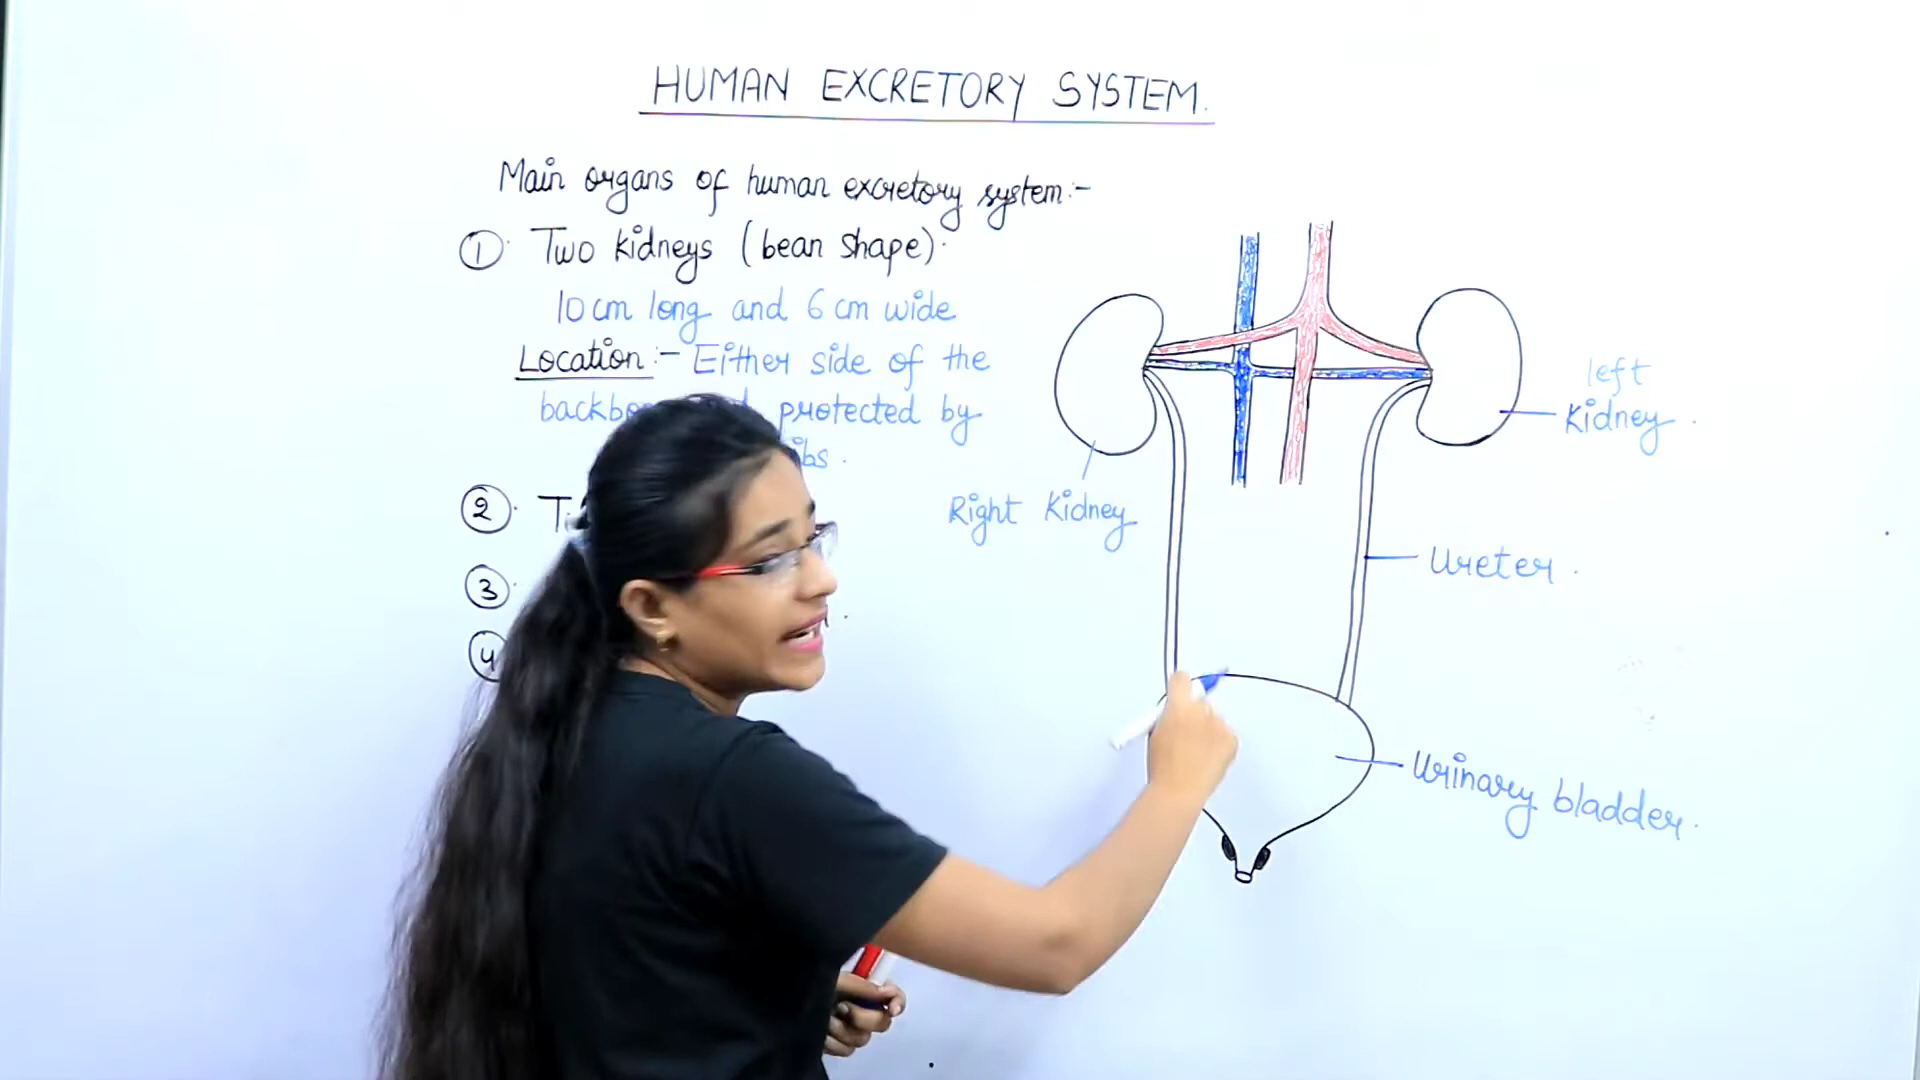 HUMAN EXCRETORY SYSTEM.
Main organs of human excretory system:-
1. Two kidneys (bean shape).
10 cm long and 6 cm wide
Location:- Either side of the
protected by
2.
3.
4
Right Kidney
left
Kidney.
Ureter.
Urinary bladder.